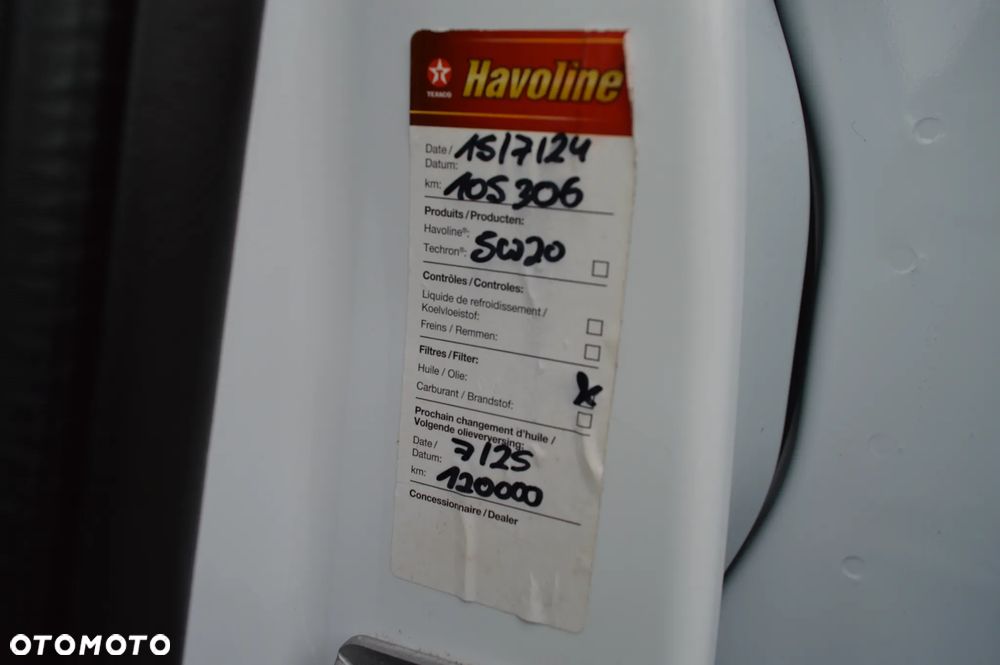 TEXACO
Havoline
Date / 15/7/24
Datum:
km: 105306
Produits / Producten:
Havoline®: 5W20
Techron®:
Contrôles / Controles:
Liquide de refroidissement /
Koelvloeistof:
Freins / Remmen:
Filtres / Filter:
Huile / Olie: X
Carburant / Brandstof:
Prochain changement d'huile /
Volgende olieverversing:
Date / 7/25
Datum:
km: 120000
Concessionnaire / Dealer
OTOMOTO